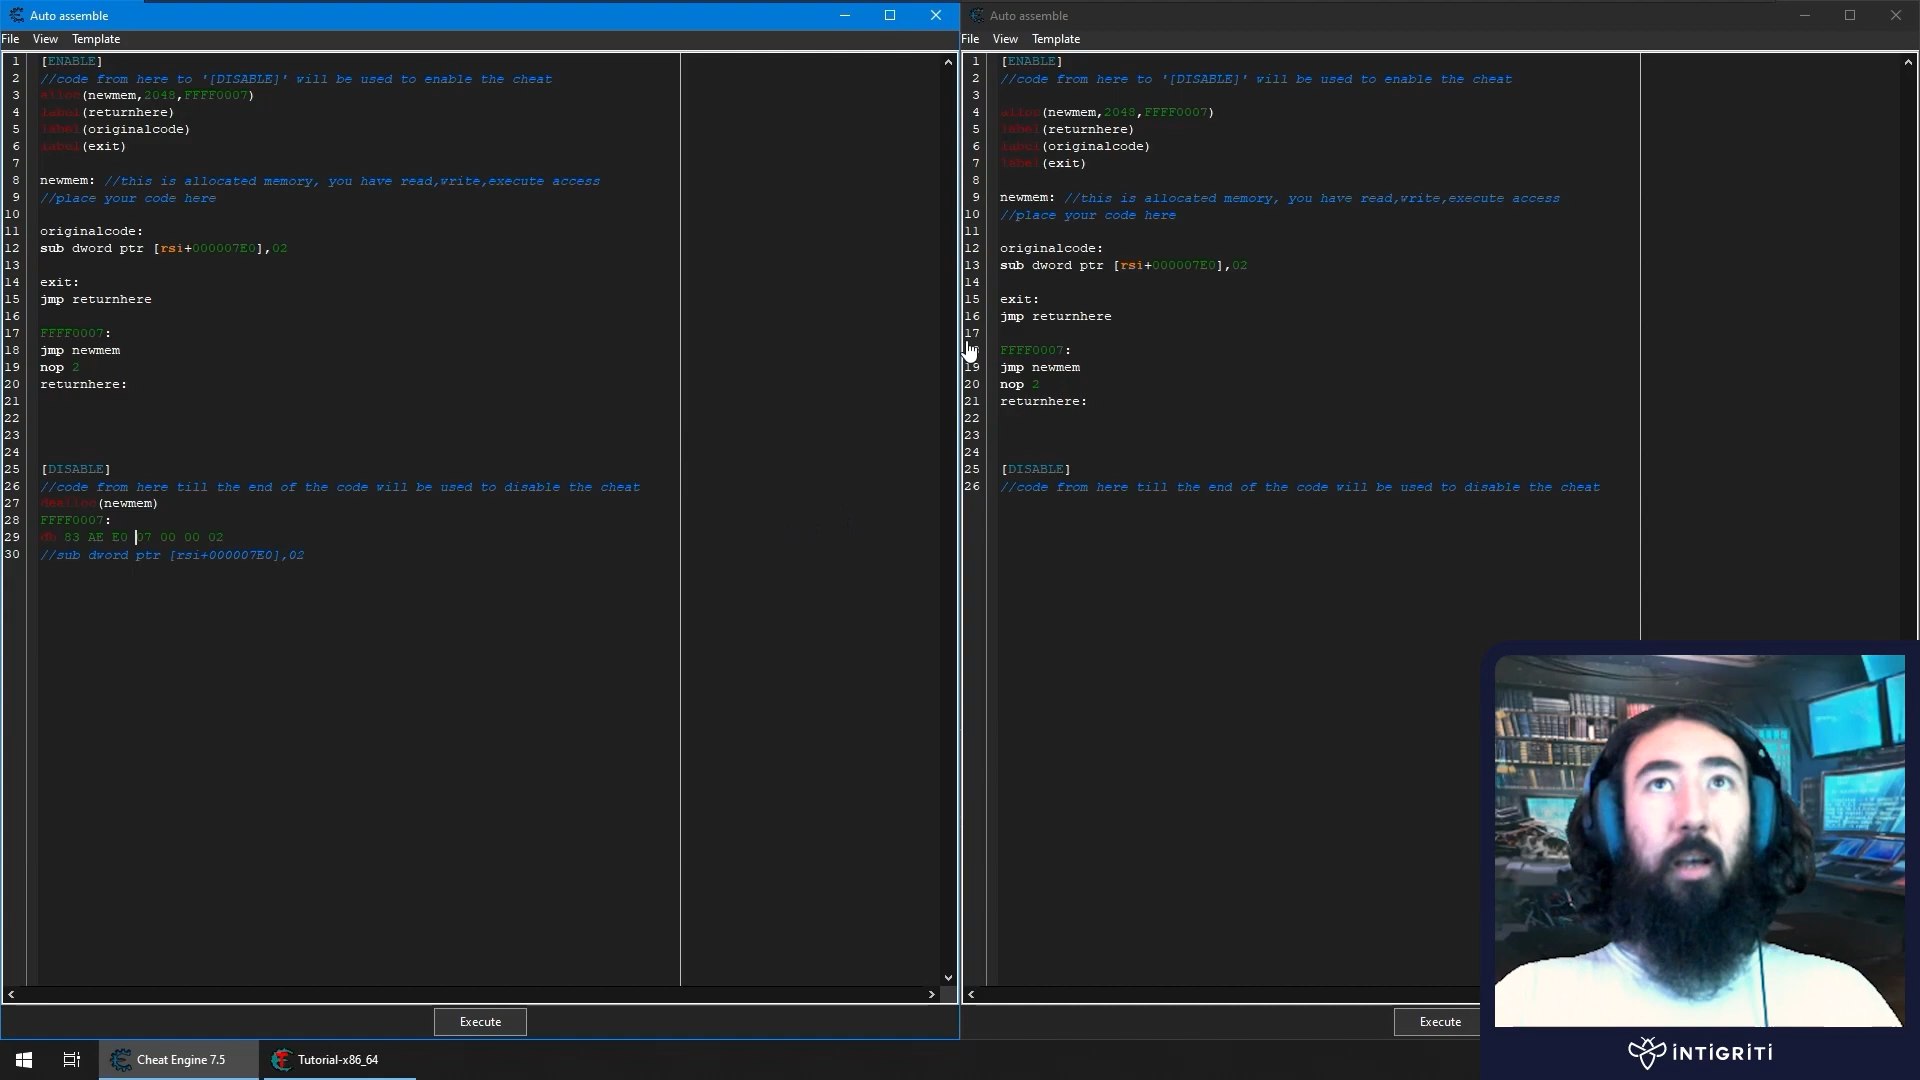 Auto assemble
File View Template
1 [ENABLE]
2 //code from here to '[DISABLE]' will be used to enable the cheat
3 alloc(newmem,2048,FFFF0007)
4 label(returnhere)
5 label(originalcode)
6 label(exit)
7
8 newmem: //this is allocated memory, you have read,write,execute access
9 //place your code here
10
11 originalcode:
12 sub dword ptr [rsi+000007E0],02
13
14 exit:
15 jmp returnhere
16
17 FFFF0007:
18 jmp newmem
19 nop 2
20 returnhere:
21
22
23
24
25 [DISABLE]
26 //code from here till the end of the code will be used to disable the cheat
27 dealloc(newmem)
28 FFFF0007:
29 db 83 AE E0 07 00 00 02
30 //sub dword ptr [rsi+000007E0],02
Execute
Auto assemble
File View Template
1 [ENABLE]
2 //code from here to '[DISABLE]' will be used to enable the cheat
3
4 alloc(newmem,2048,FFFF0007)
5 label(returnhere)
6 label(originalcode)
7 label(exit)
8
9 newmem: //this is allocated memory, you have read,write,execute access
10 //place your code here
11
12 originalcode:
13 sub dword ptr [rsi+000007E0],02
14
15 exit:
16 jmp returnhere
17
FFFF0007:
19 jmp newmem
20 nop 2
21 returnhere:
22
23
24
25 [DISABLE]
26 //code from here till the end of the code will be used to disable the cheat
Execute
INTIGRITI
Cheat Engine 7.5
Tutorial-x86_64